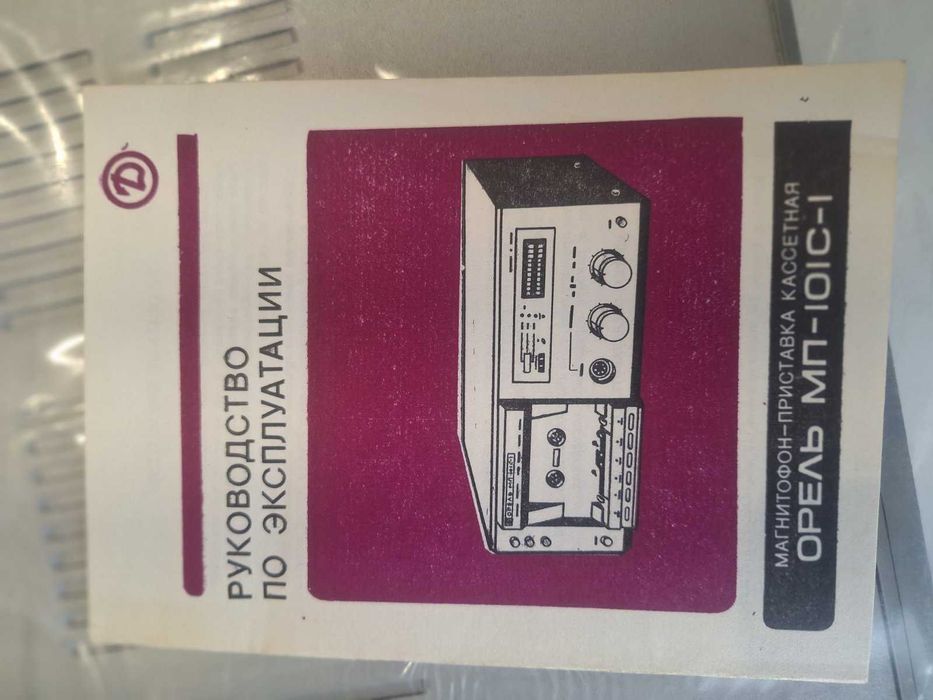 РУКОВОДСТВО
ПО ЭКСПЛУАТАЦИИ
МАГНИТОФОН-ПРИСТАВКА КАССЕТНАЯ
ОРЕЛЬ МП-101С-1